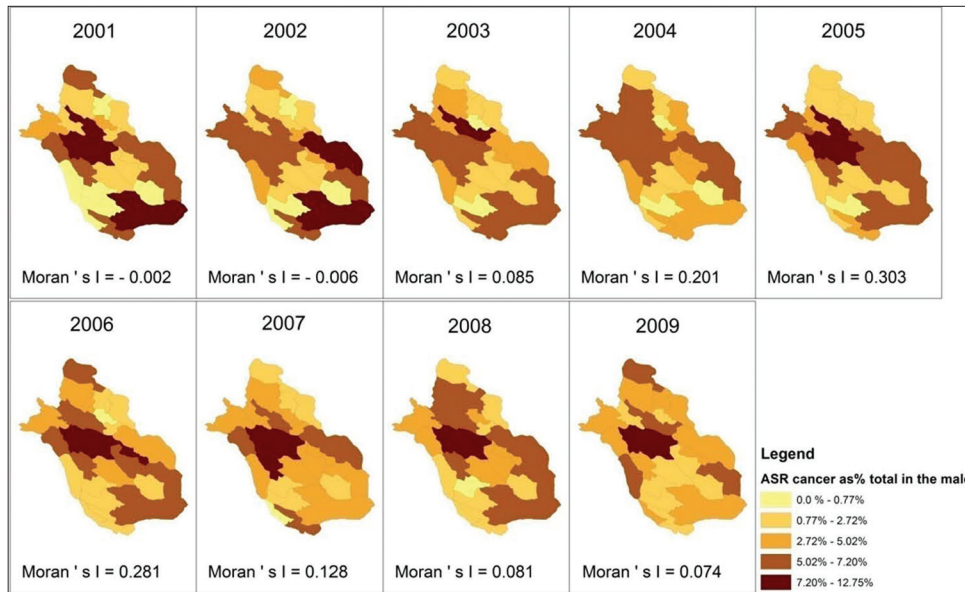 2001
2002
2003
2004
2005
Moran ' s I = - 0.002
Moran ' s I = - 0.006
Moran ' s I = 0.085
Moran ' s I = 0.201
Moran ' s I = 0.303
2006
2007
2008
2009
Moran ' s I = 0.281
Moran ' s I = 0.128
Moran ' s I = 0.081
Moran ' s I = 0.074
Legend
ASR cancer as% total in the male
0.0 % - 0.77%
0.77% - 2.72%
2.72% - 5.02%
5.02% - 7.20%
7.20% - 12.75%